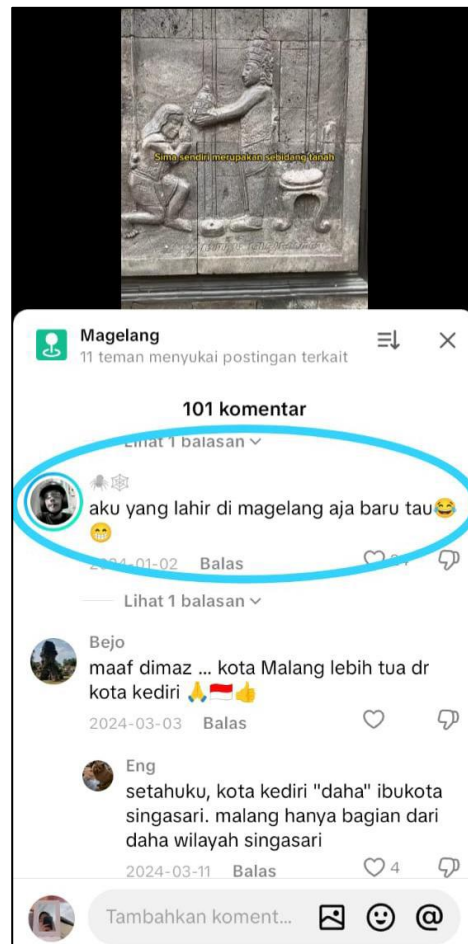 Sima sendiri merupakan sebidang tanah
Magelang
11 teman menyukai postingan terkait
101 komentar
Lihat 1 balasan
🕷🕸
aku yang lahir di magelang aja baru tau😂
😁
2024-01-02 Balas
Lihat 1 balasan
Bejo
maaf dimaz ... kota Malang lebih tua dr
kota kediri 🙏🇮🇩👍
2024-03-03 Balas
Eng
setahuku, kota kediri "daha" ibukota
singasari. malang hanya bagian dari
daha wilayah singasari
2024-03-11 Balas 4
Tambahkan koment... @